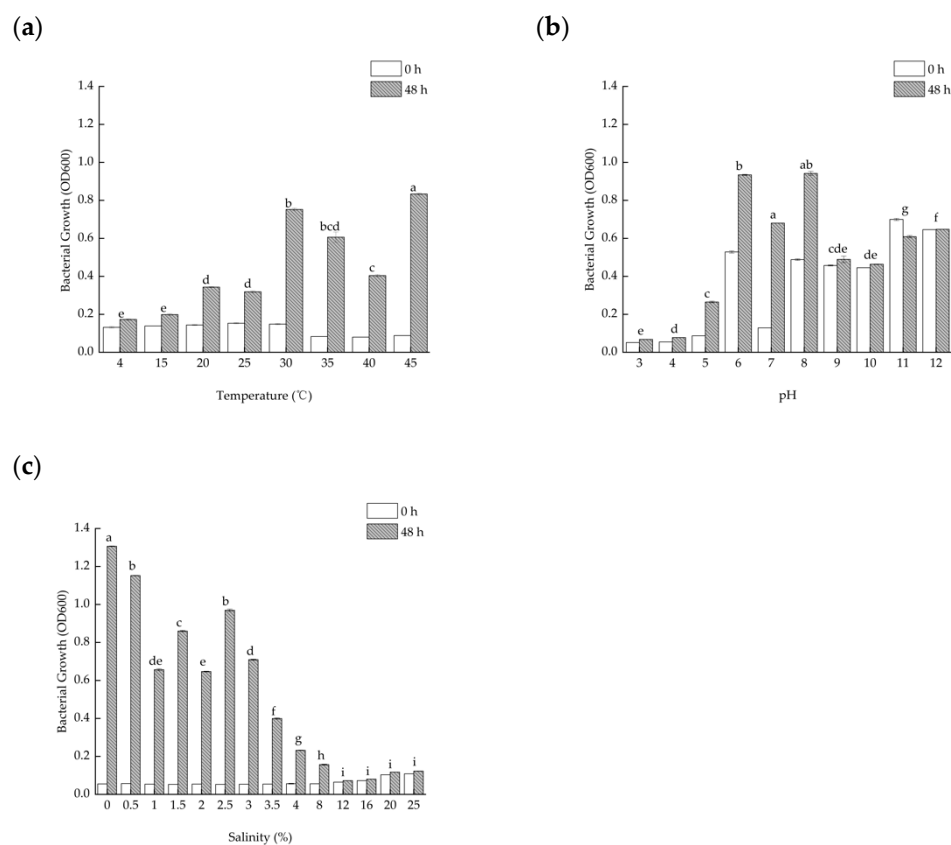 (a)
0 h
48 h
1.4
1.2
1.0
0.8
0.6
0.4
0.2
0.0
Bacterial Growth (OD600)
e e d d b bcd c a
4 15 20 25 30 35 40 45
Temperature (℃)
(b)
0 h
48 h
1.4
1.2
1.0
0.8
0.6
0.4
0.2
0.0
Bacterial Growth (OD600)
e d c b a ab cde de g f
3 4 5 6 7 8 9 10 11 12
pH
(c)
0 h
48 h
1.4
1.2
1.0
0.8
0.6
0.4
0.2
0.0
Bacterial Growth (OD600)
a b de c e b d f g h i i i i
0 0.5 1 1.5 2 2.5 3 3.5 4 8 12 16 20 25
Salinity (%)